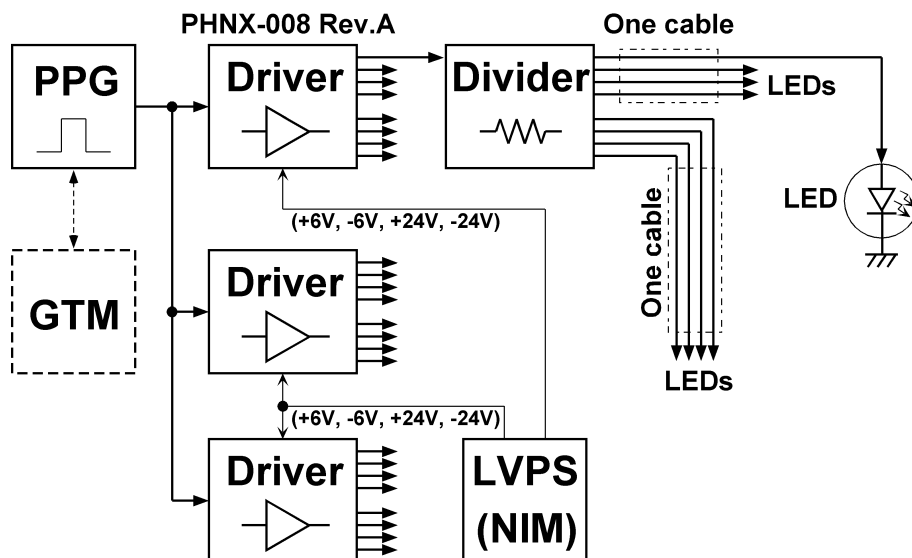 PHNX-008 Rev.A
One cable
PPG
Driver
Divider
LEDs
LED
(+6V, -6V, +24V, -24V)
One cable
GTM
Driver
LEDs
(+6V, -6V, +24V, -24V)
Driver
LVPS
(NIM)